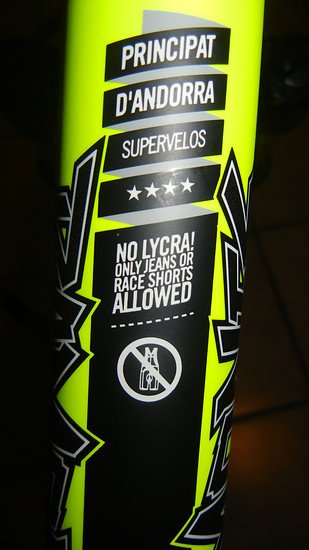 PRINCIPAT
D'ANDORRA
SUPERVELOS
NO LYCRA!
ONLY JEANS OR
RACE SHORTS
ALLOWED